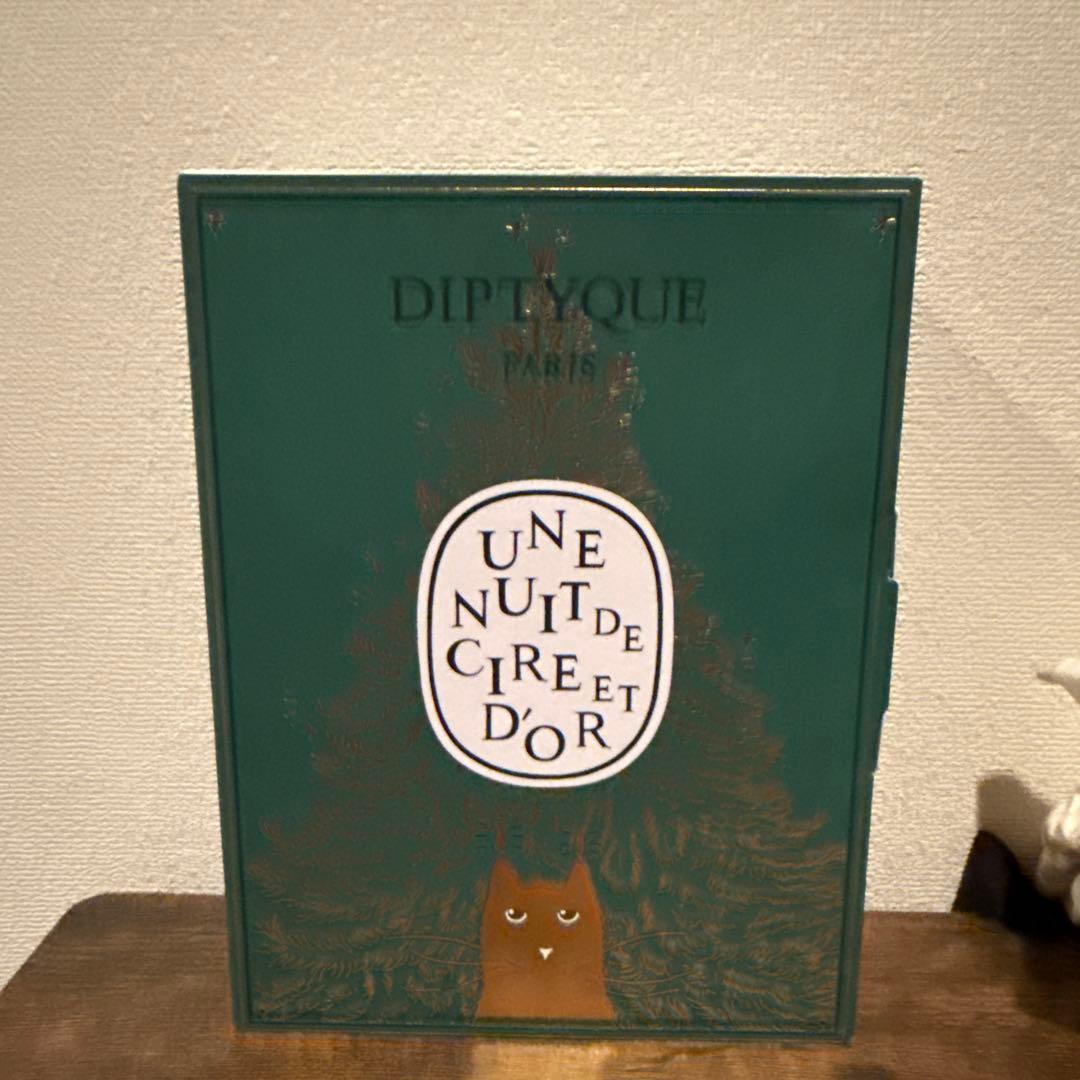 DIPTYQUE
PARIS
UNE
NUIT DE
CIRE ET
D'OR